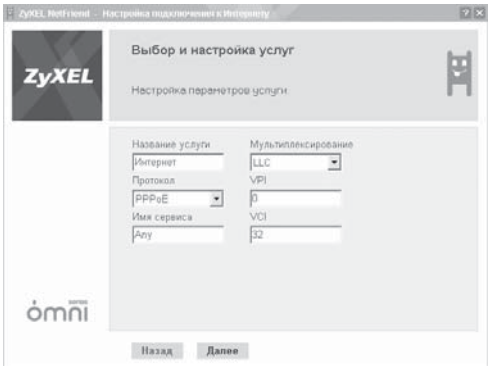 ZyXEL NetFriend - Настройка подключения к Интернету
ZyXEL
Выбор и настройка услуг
Настройка параметров услуги
Название услуги
Мультиплексирование
Интернет
LLC
Протокол
VPI
PPPoE
0
Имя сервиса
VCI
Any
32
omni
Назад
Далее